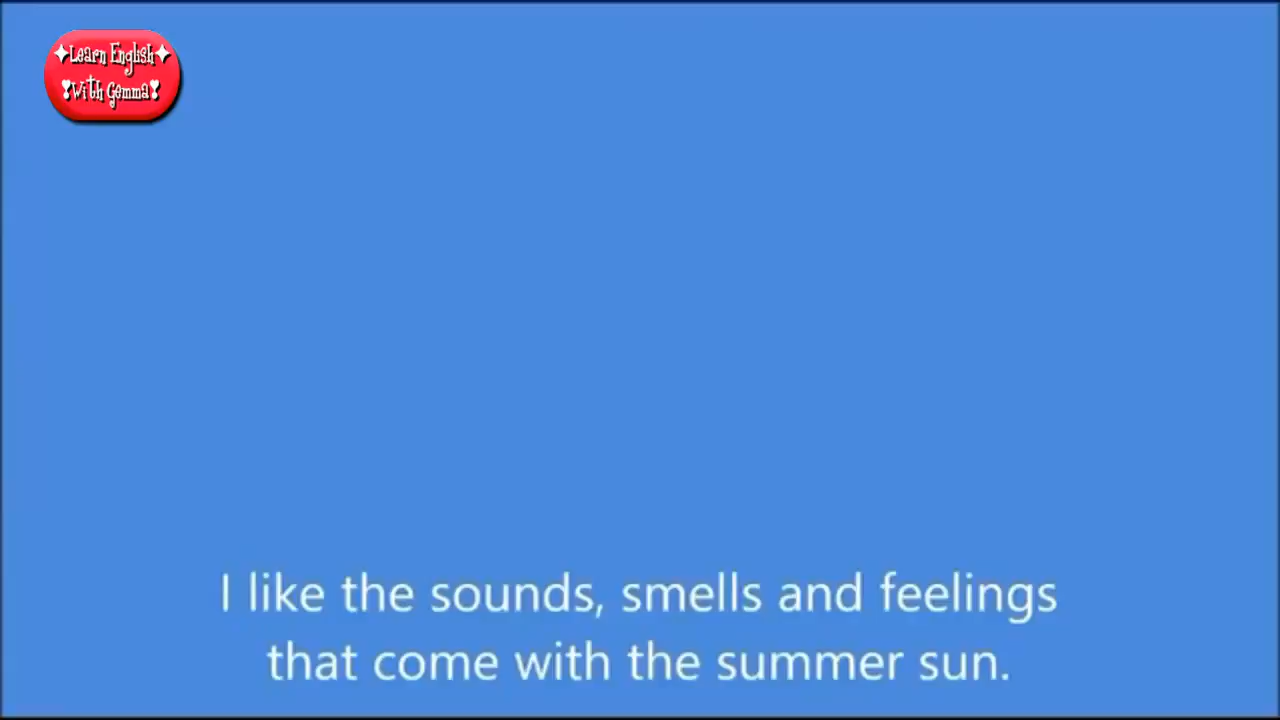 ✦Learn English✦
❣With Gemma❣
I like the sounds, smells and feelings
that come with the summer sun.